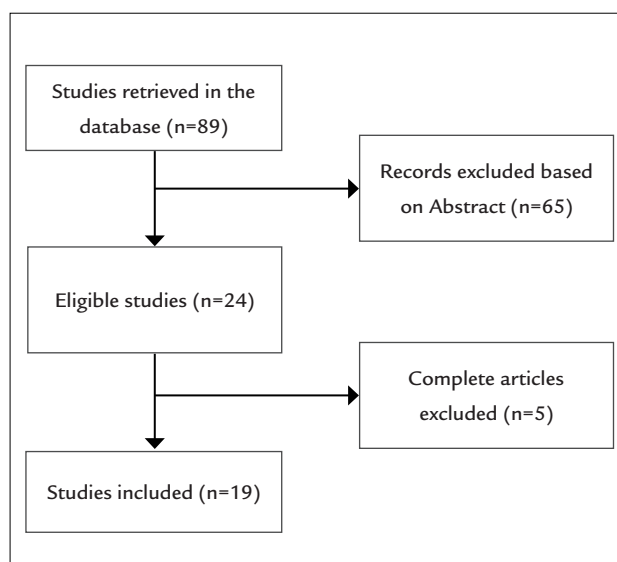 Studies retrieved in the
database (n=89)
Records excluded based
on Abstract (n=65)
Eligible studies (n=24)
Complete articles
excluded (n=5)
Studies included (n=19)